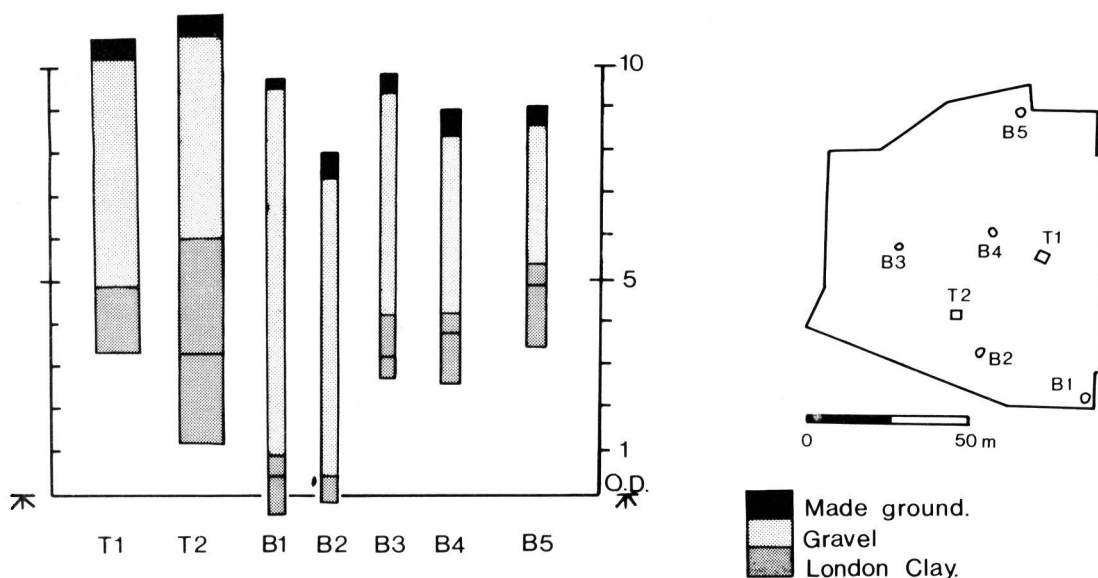 10
5
1
O.D.
T1 T2 B1 B2 B3 B4 B5
B5
B4 T1
B3
T2
B2
B1
0 50 m
Made ground.
Gravel
London Clay.